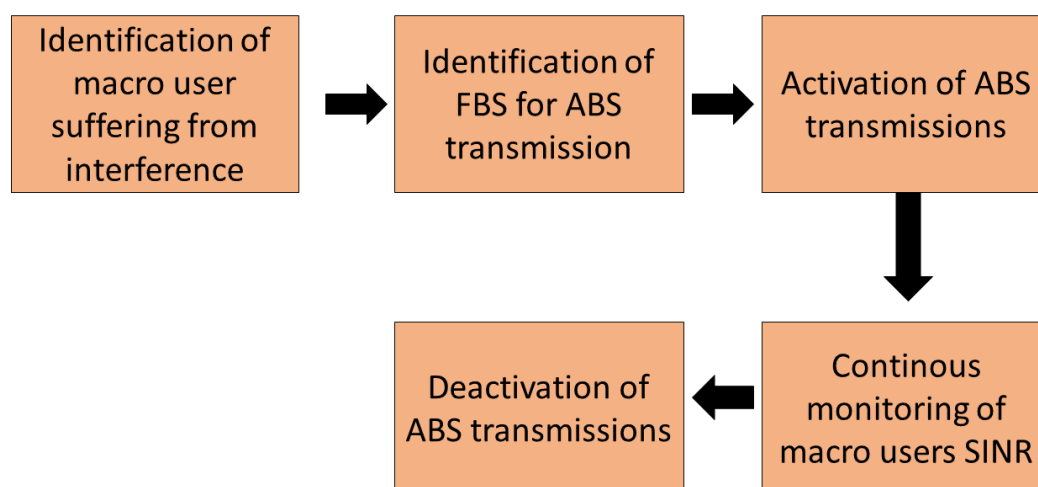 Identification of
macro user
suffering from
interference
Identification of
FBS for ABS
transmission
Activation of ABS
transmissions
Continous
monitoring of
macro users SINR
Deactivation of
ABS transmissions